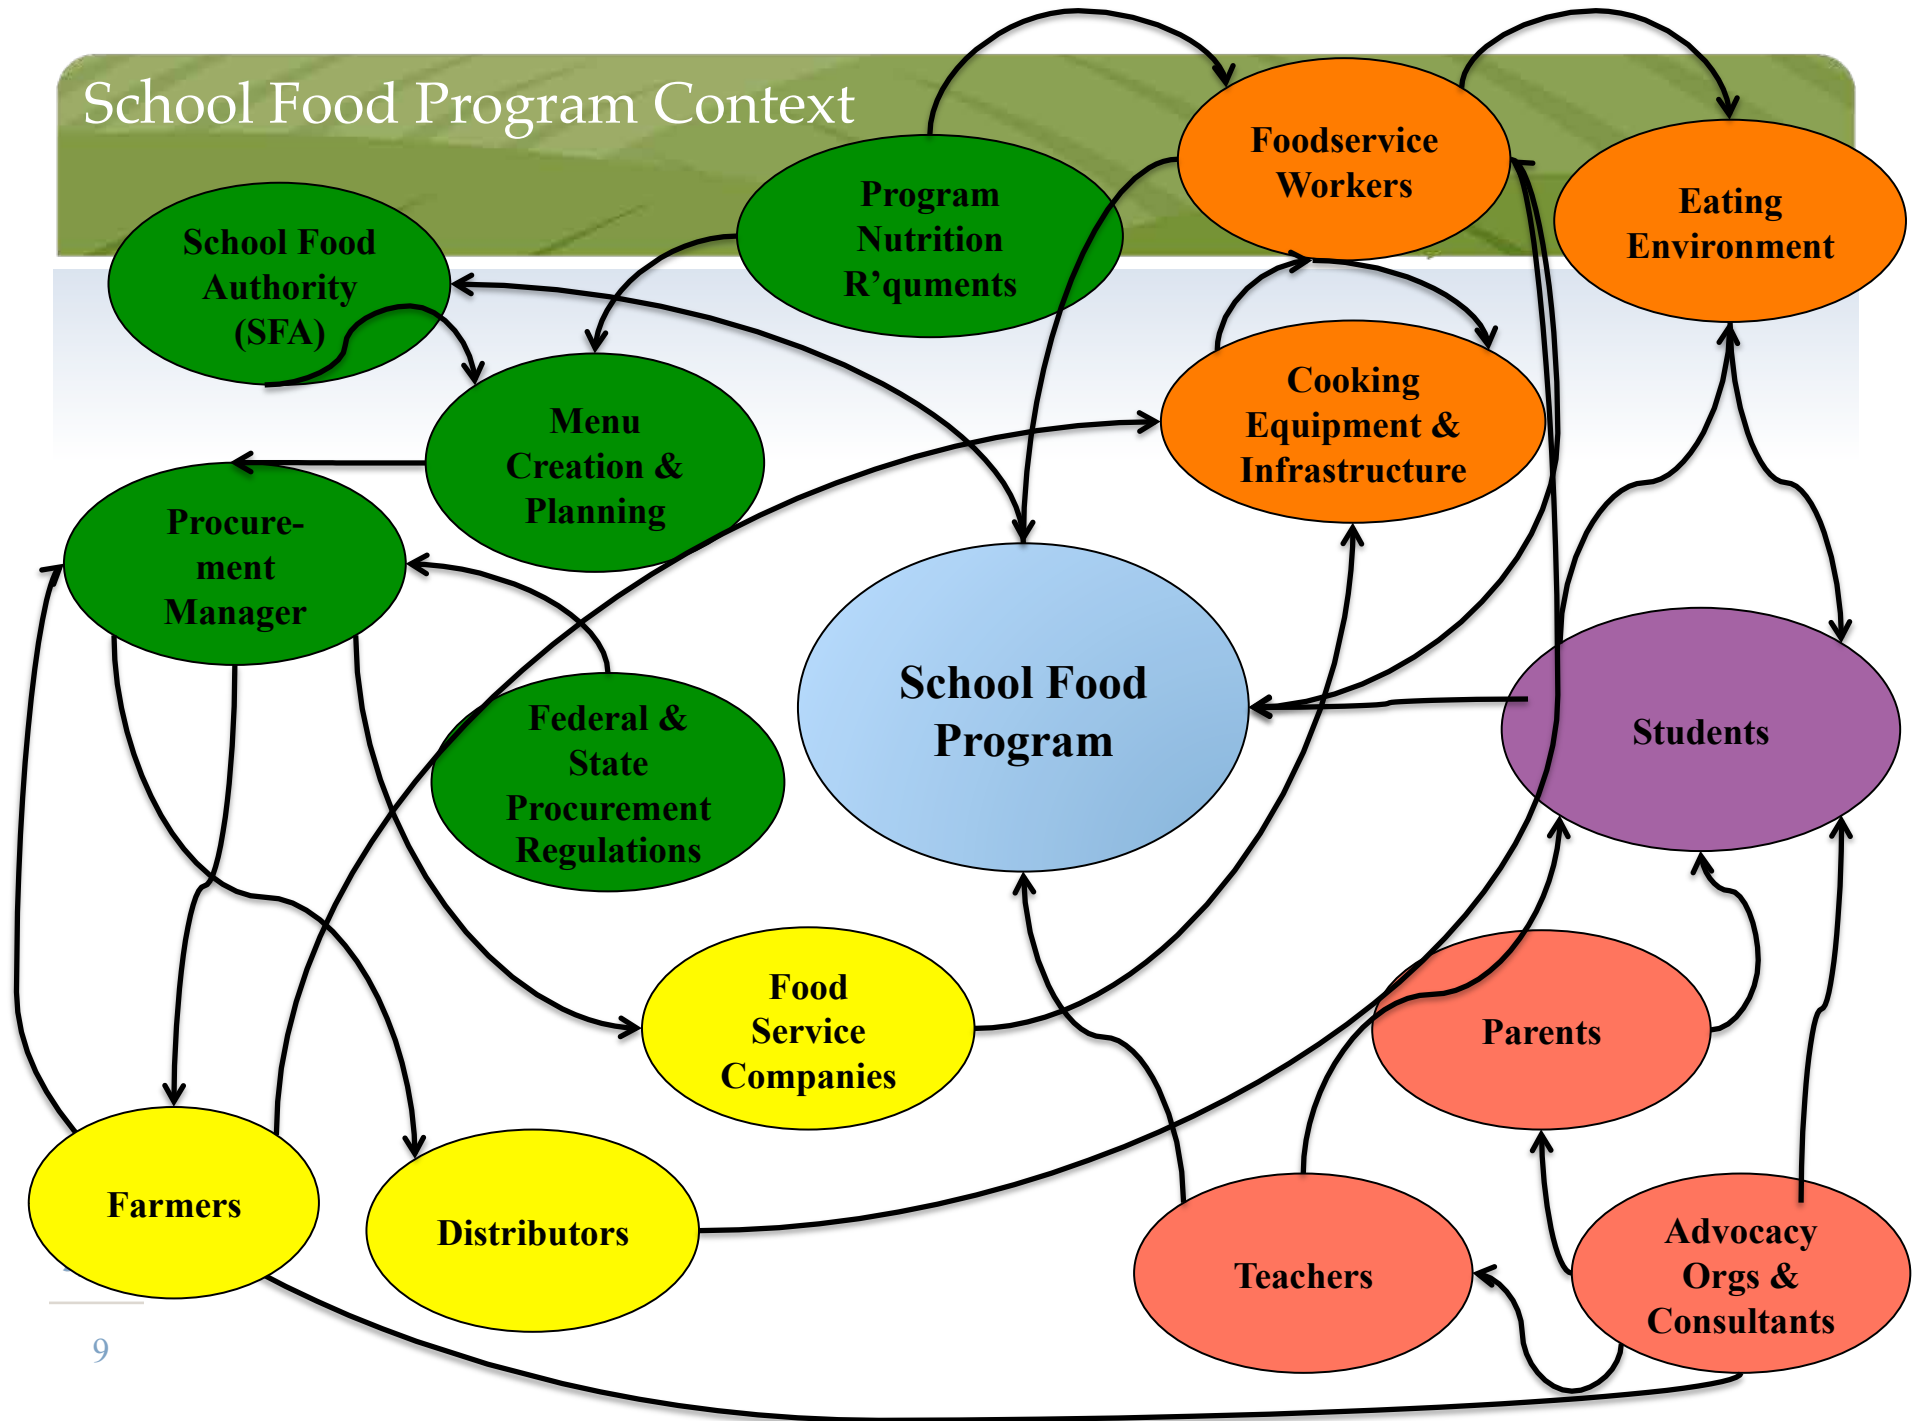 School Food Program Context
Foodservice
Workers
Eating
Environment
Program
Nutrition
R'quments
School Food
Authority
(SFA)
Cooking
Equipment &
Infrastructure
Menu
Creation &
Planning
Procure-
ment
Manager
School Food
Program
Federal &
State
Procurement
Regulations
Students
Food
Service
Companies
Parents
Farmers
Distributors
Teachers
Advocacy
Orgs &
Consultants
9